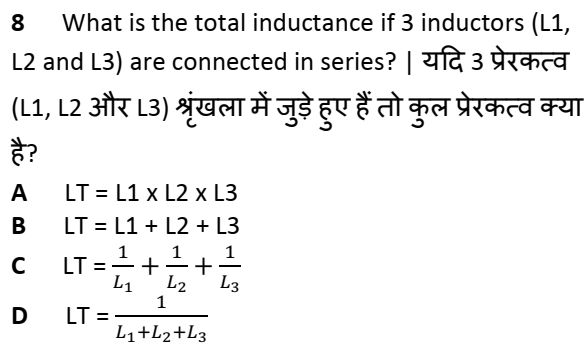 8 What is the total inductance if 3 inductors (L1,
L2 and L3) are connected in series? | यदि 3 प्रेरकत्व
(L1, L2 और L3) श्रृंखला में जुड़े हुए हैं तो कुल प्रेरकत्व क्या
है?
A LT = L1 x L2 x L3
B LT = L1 + L2 + L3
C LT = \frac{1}{L_1} + \frac{1}{L_2} + \frac{1}{L_3}
D LT = \frac{1}{L_1+L_2+L_3}